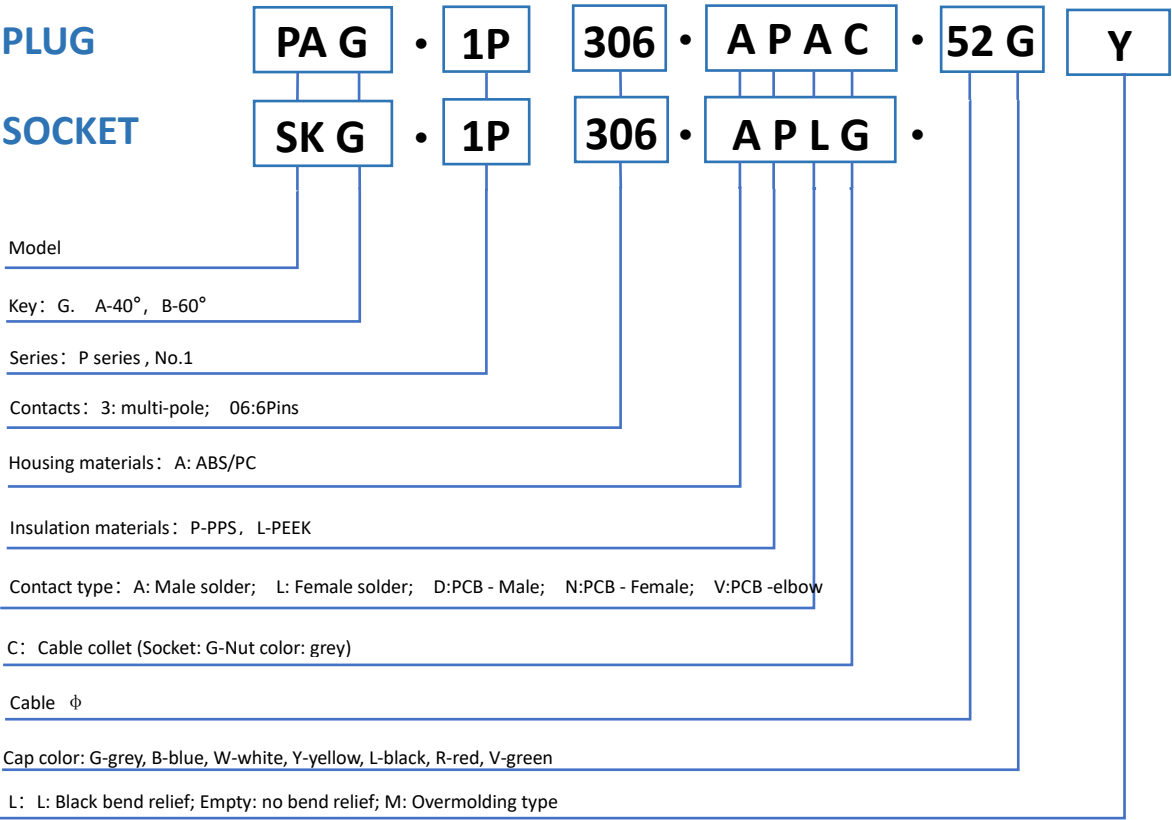 PLUG PA G · 1P 306 · A P A C · 52 G Y
SOCKET SK G · 1P 306 · A P L G ·
Model
Key：G. A-40°，B-60°
Series：P series , No.1
Contacts：3: multi-pole; 06:6Pins
Housing materials：A: ABS/PC
Insulation materials：P-PPS，L-PEEK
Contact type：A: Male solder; L: Female solder; D:PCB - Male; N:PCB - Female; V:PCB -elbow
C：Cable collet (Socket: G-Nut color: grey)
Cable ф
Cap color: G-grey, B-blue, W-white, Y-yellow, L-black, R-red, V-green
L：L: Black bend relief; Empty: no bend relief; M: Overmolding type